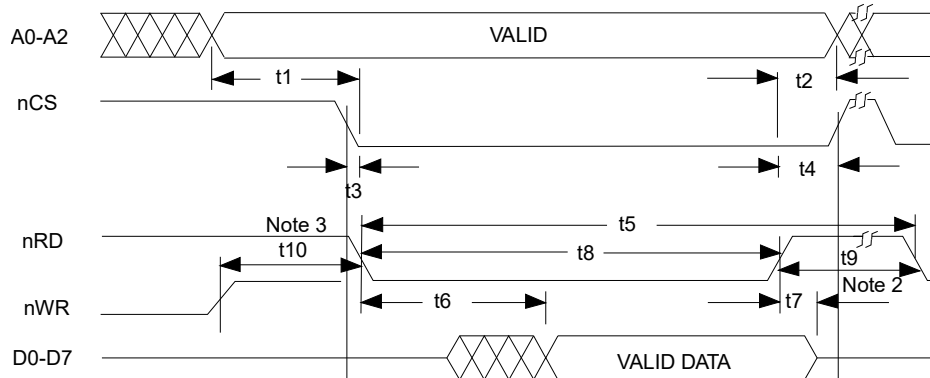 A0-A2
VALID
t1
t2
nCS
t3
t4
Note 3
t5
nRD
t10
t8
t9
Note 2
nWR
t6
t7
D0-D7
VALID DATA